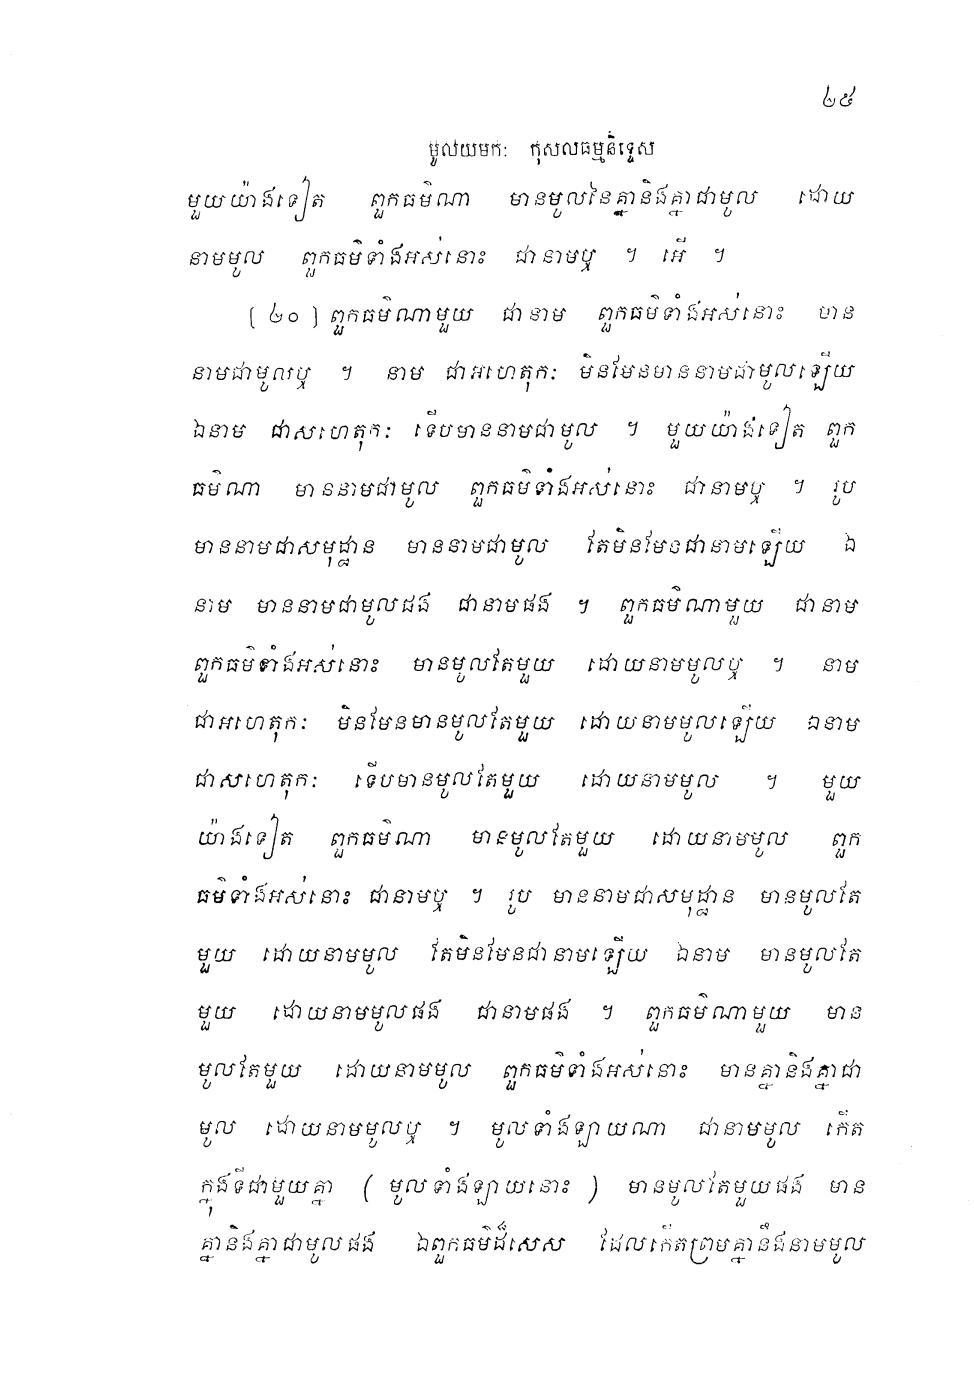 ២៥
មូលយមកៈ កុសលធម្មនិទ្ទេស
មួយយ៉ាងទៀត ពួកធម៌ណា មានមូលនៃគ្នានិងគ្នាជាមូល ដោយ
នាមមូល ពួកធម៌ទាំងអស់នោះ ជានាមឬ ។ អើ ។
(២០) ពួកធម៌ណាមួយ ជានាម ពួកធម៌ទាំងអស់នោះ មាន
នាមជាមូលឬ ។ នាម ជាអហេតុកៈ មិនមែនមាននាមជាមូលឡើយ
ឯនាម ជាសហេតុកៈ ទើបមាននាមជាមូល ។ មួយយ៉ាងទៀត ពួក
ធម៌ណា មាននាមជាមូល ពួកធម៌ទាំងអស់នោះ ជានាមឬ ។ រូប
មាននាមជាសមុដ្ឋាន មាននាមជាមូល តែមិនមែនជានាមឡើយ ឯ
នាម មាននាមជាមូលផង ជានាមផង ។ ពួកធម៌ណាមួយ ជានាម
ពួកធម៌ទាំងអស់នោះ មានមូលតែមួយ ដោយនាមមូលឬ ។ នាម
ជាអហេតុកៈ មិនមែនមានមូលតែមួយ ដោយនាមមូលឡើយ ឯនាម
ជាសហេតុកៈ ទើបមានមូលតែមួយ ដោយនាមមូល ។ មួយ
យ៉ាងទៀត ពួកធម៌ណា មានមូលតែមួយ ដោយនាមមូល ពួក
ធម៌ទាំងអស់នោះ ជានាមឬ ។ រូប មាននាមជាសមុដ្ឋាន មានមូលតែ
មួយ ដោយនាមមូល តែមិនមែនជានាមឡើយ ឯនាម មានមូលតែ
មួយ ដោយនាមមូលផង ជានាមផង ។ ពួកធម៌ណាមួយ មាន
មូលតែមួយ ដោយនាមមូល ពួកធម៌ទាំងអស់នោះ មានគ្នានិងគ្នាជា
មូល ដោយនាមមូលឬ ។ មូលទាំងឡាយណា ជានាមមូល កើត
ក្នុងទីជាមួយគ្នា ( មូលទាំងឡាយនោះ ) មានមូលតែមួយផង មាន
គ្នានិងគ្នាជាមូលផង ឯពួកធម៌ដ៏សេស ដែលកើតព្រមគ្នានឹងនាមមូល